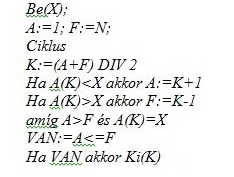 Be(X);
A:=1; F:=N;
Ciklus
K:=(A+F) DIV 2
Ha A(K)<X akkor A:=K+1
Ha A(K)>X akkor F:=K-1
amíg A>F és A(K)=X
VAN:=A<=F
Ha VAN akkor Ki(K)